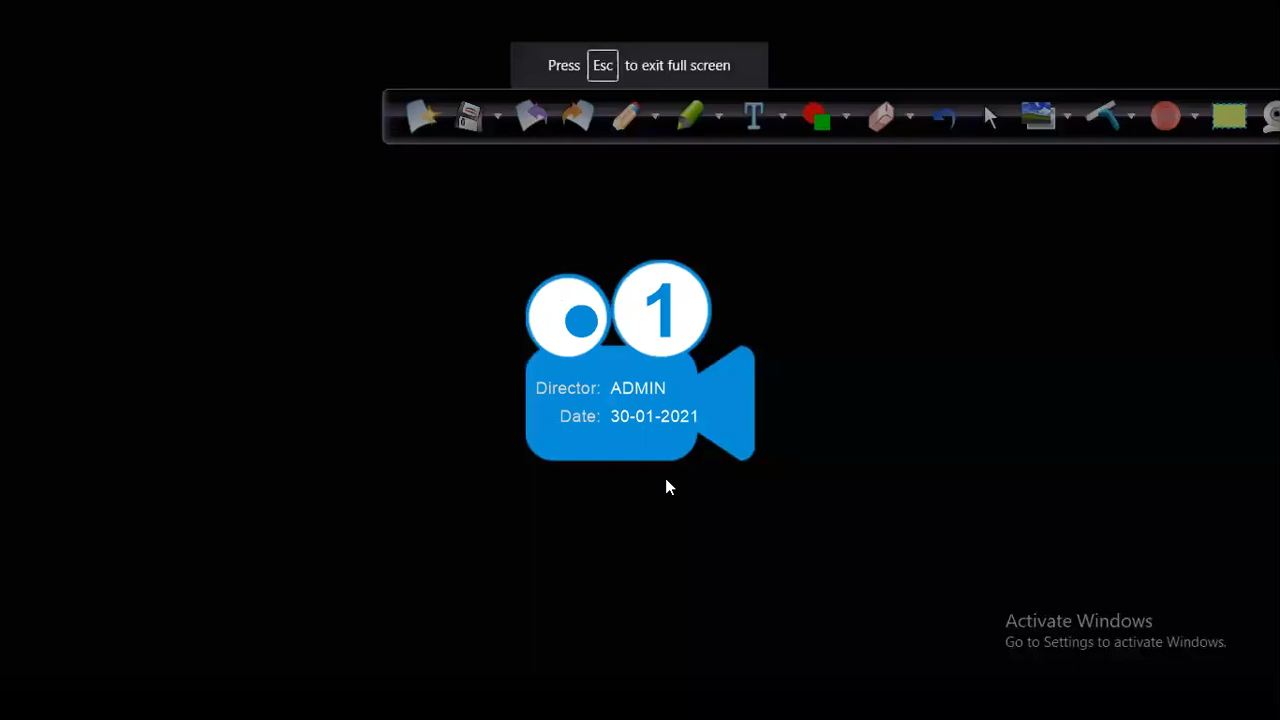 Press Esc to exit full screen
T
1
Director: ADMIN
Date: 30-01-2021
Activate Windows
Go to Settings to activate Windows.